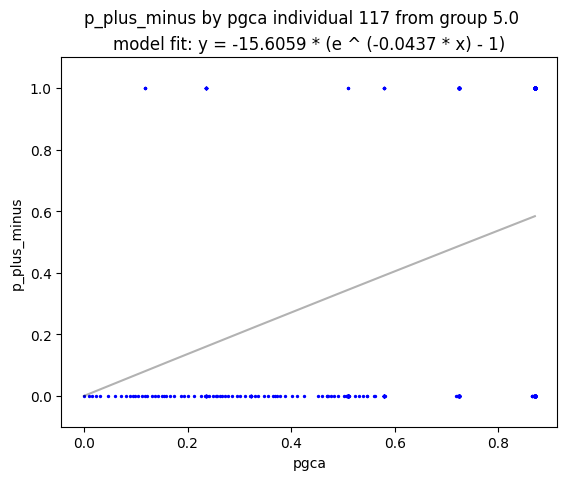 p_plus_minus by pgca individual 117 from group 5.0
model fit: y = -15.6059 * (e ^ (-0.0437 * x) - 1)
1.0
0.8
0.6
0.4
0.2
0.0
p_plus_minus
0.0 0.2 0.4 0.6 0.8
pgca